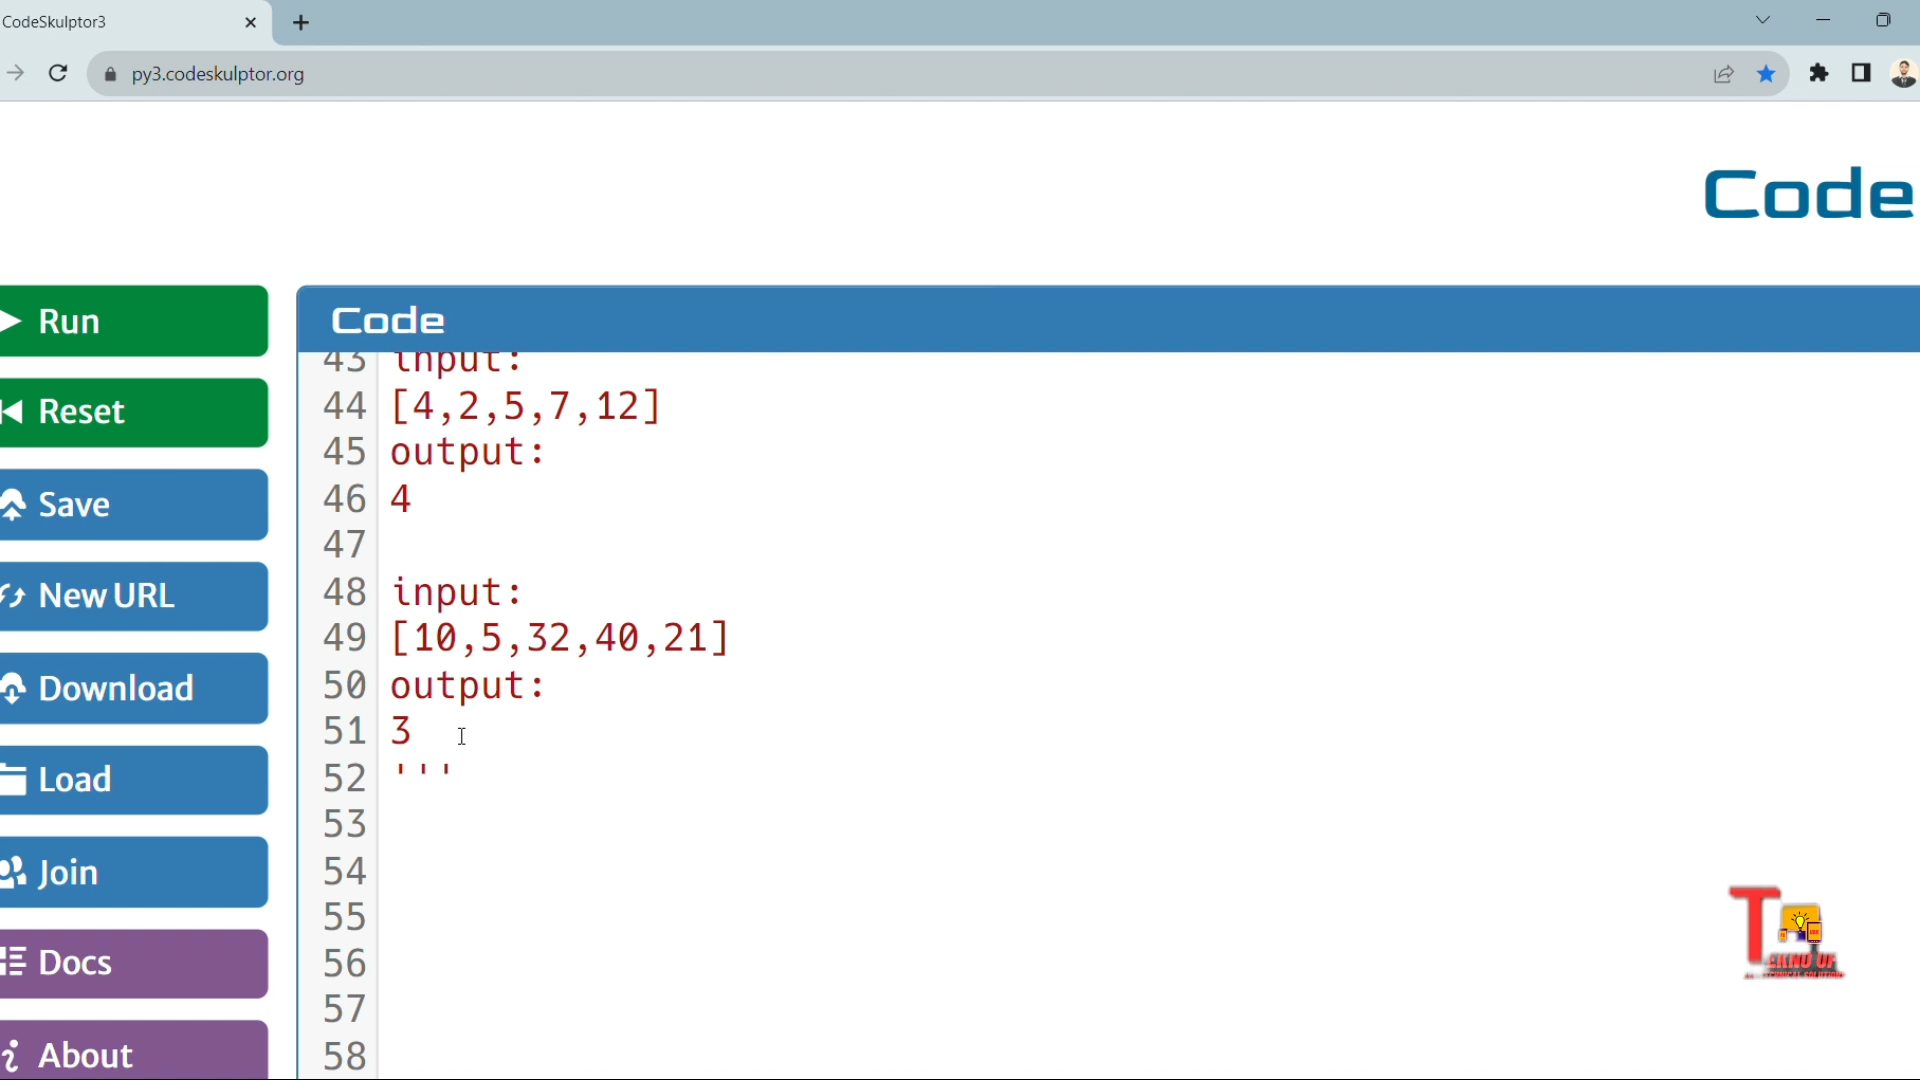 CodeSkulptor3
py3.codeskulptor.org
Code
Run
Reset
Save
New URL
Download
Load
Join
Docs
About
Code
43 input:
44 [4,2,5,7,12]
45 output:
46 4
47
48 input:
49 [10,5,32,40,21]
50 output:
51 3
52 '''
53
54
55
56
57
58
T